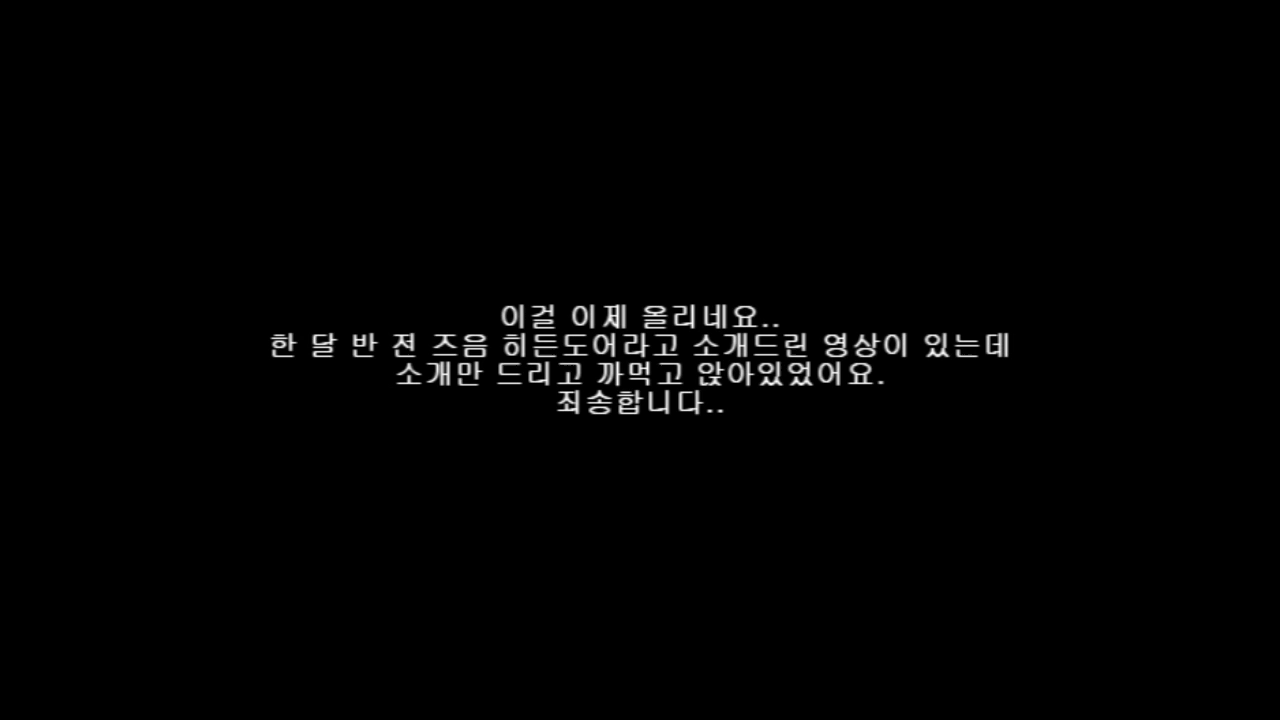 이걸 이제 올리네요..
한 달 반 전 즈음 히든도어라고 소개드린 영상이 있는데
소개만 드리고 까먹고 앉아있었어요.
죄송합니다..